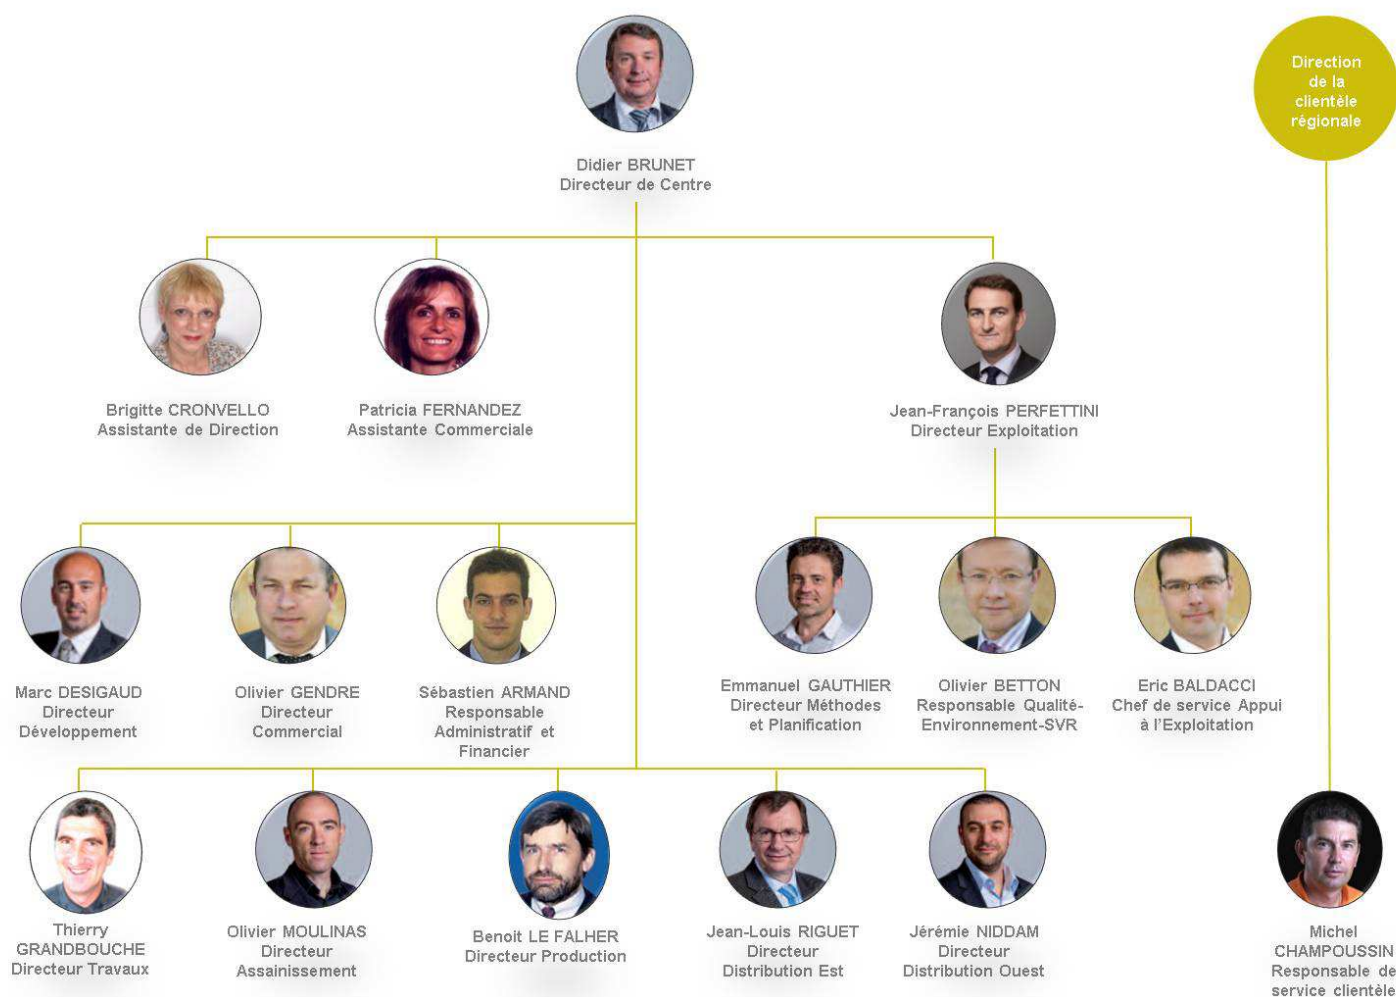 Direction
de la
clientèle
régionale
Didier BRUNET
Directeur de Centre
Brigitte CRONVELLO
Assistante de Direction
Patricia FERNANDEZ
Assistante Commerciale
Jean-François PERFETTINI
Directeur Exploitation
Marc DESIGAUD
Directeur
Développement
Olivier GENDRE
Directeur
Commercial
Sébastien ARMAND
Responsable
Administratif et
Financier
Emmanuel GAUTHIER
Directeur Méthodes
et Planification
Olivier BETTON
Responsable Qualité-
Environnement-SVR
Eric BALDACCI
Chef de service Appui
à l'Exploitation
Thierry
GRANDBOUCHE
Directeur Travaux
Olivier MOULINAS
Directeur
Assainissement
Benoit LE FALHER
Directeur Production
Jean-Louis RIGUET
Directeur
Distribution Est
Jérémie NIDDAM
Directeur
Distribution Ouest
Michel
CHAMPOUSSIN
Responsable de
service clientèle